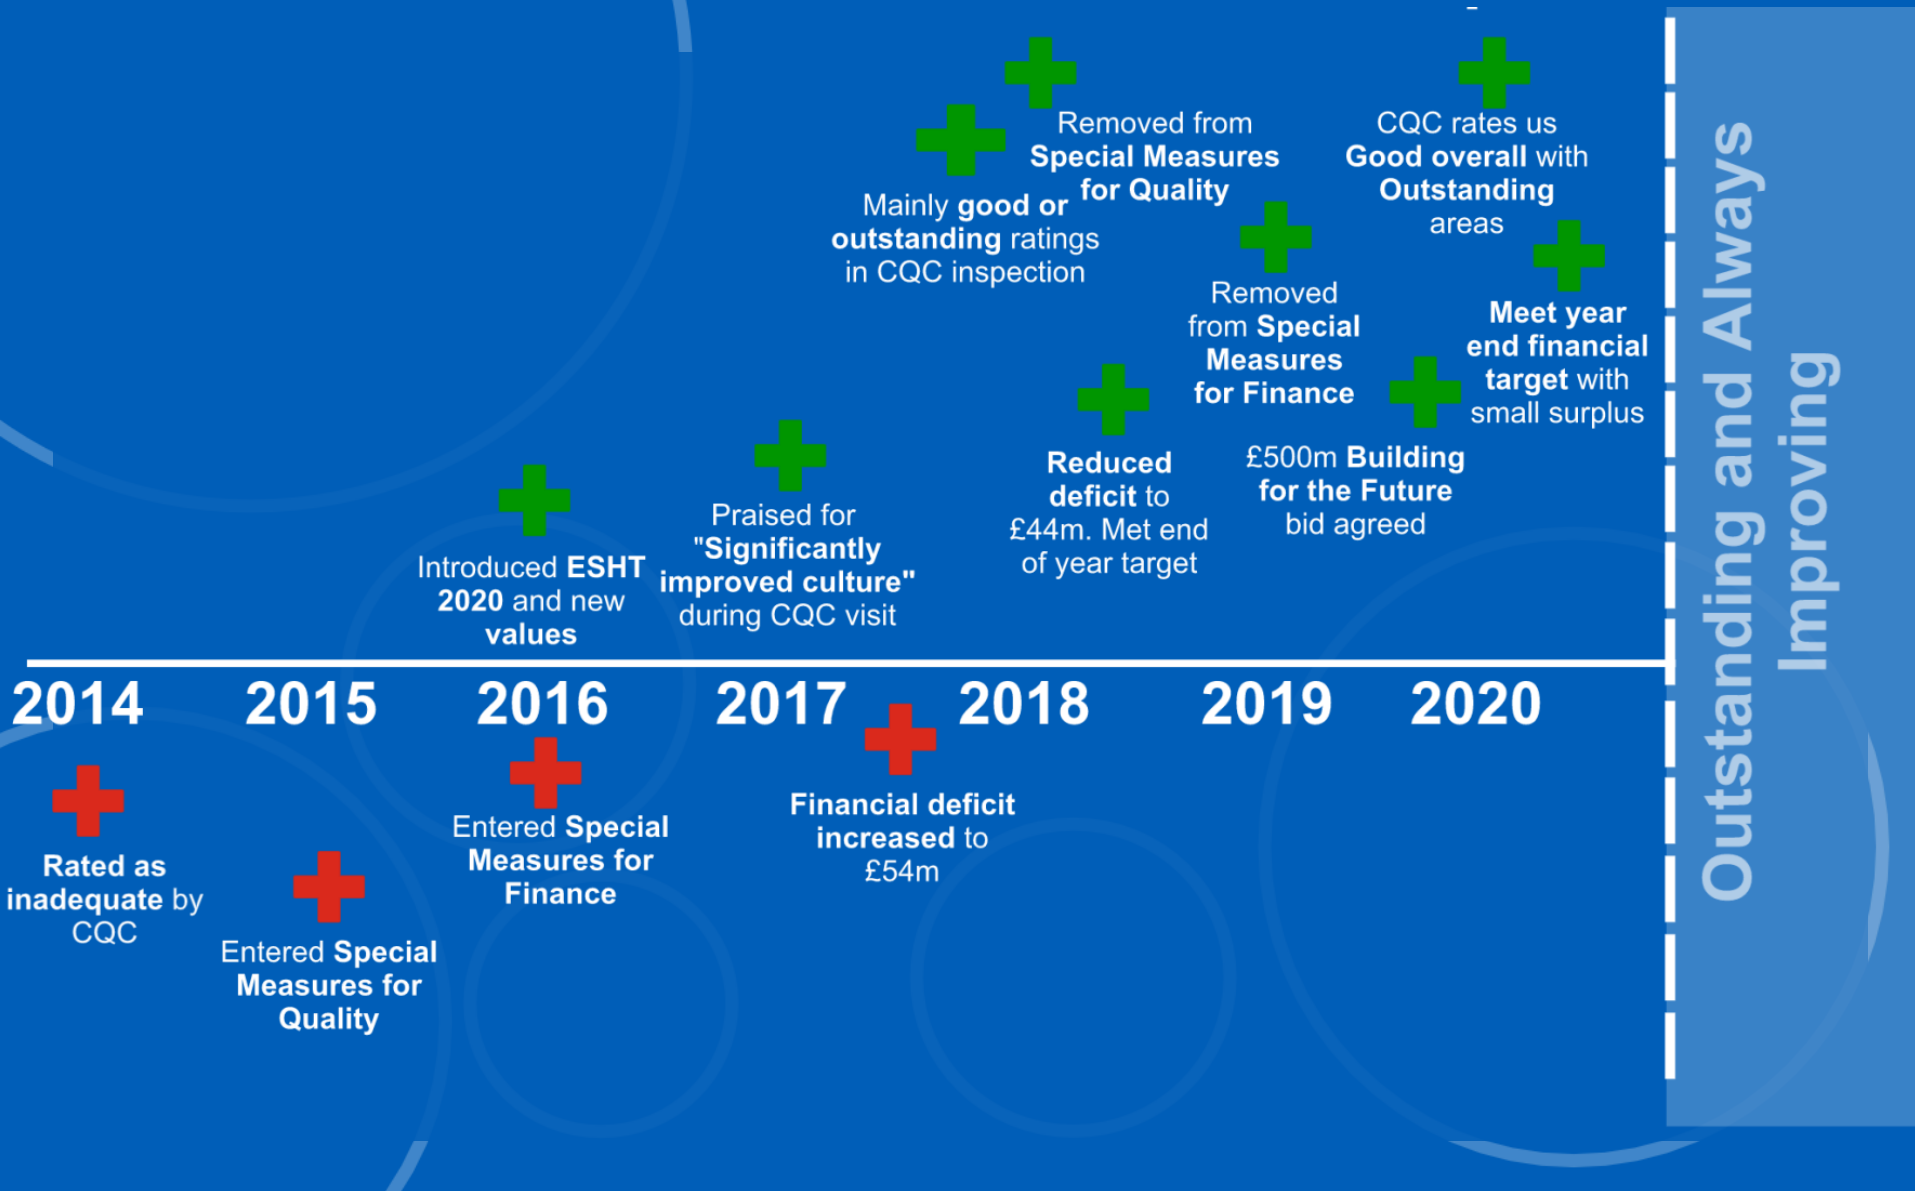 Removed from
Special Measures
for Quality
CQC rates us
Good overall with
Outstanding
areas
Mainly good or
outstanding ratings
in CQC inspection
Removed
from Special
Measures
for Finance
Meet year
end financial
target with
small surplus
Reduced
deficit to
£44m. Met end
of year target
£500m Building
for the Future
bid agreed
Praised for
"Significantly
improved culture"
during CQC visit
Introduced ESHT
2020 and new
values
2014 2015 2016 2017 2018 2019 2020
Rated as
inadequate by
CQC
Entered Special
Measures for
Quality
Entered Special
Measures for
Finance
Financial deficit
increased to
£54m
Outstanding and Always
Improving